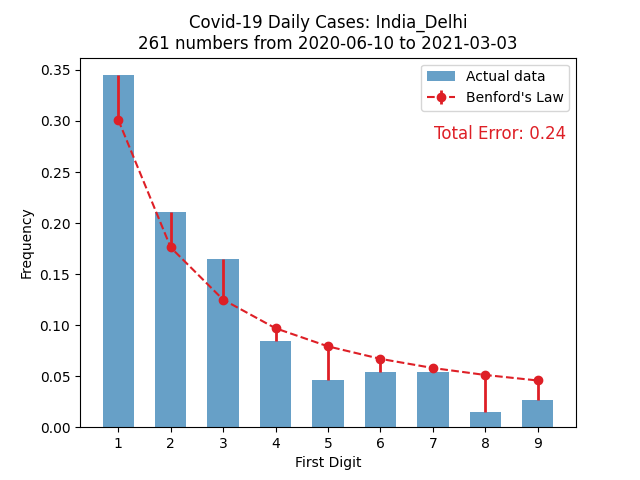 Covid-19 Daily Cases: India_Delhi
261 numbers from 2020-06-10 to 2021-03-03
Actual data
Benford's Law
Total Error: 0.24
Frequency
0.35
0.30
0.25
0.20
0.15
0.10
0.05
0.00
1 2 3 4 5 6 7 8 9
First Digit